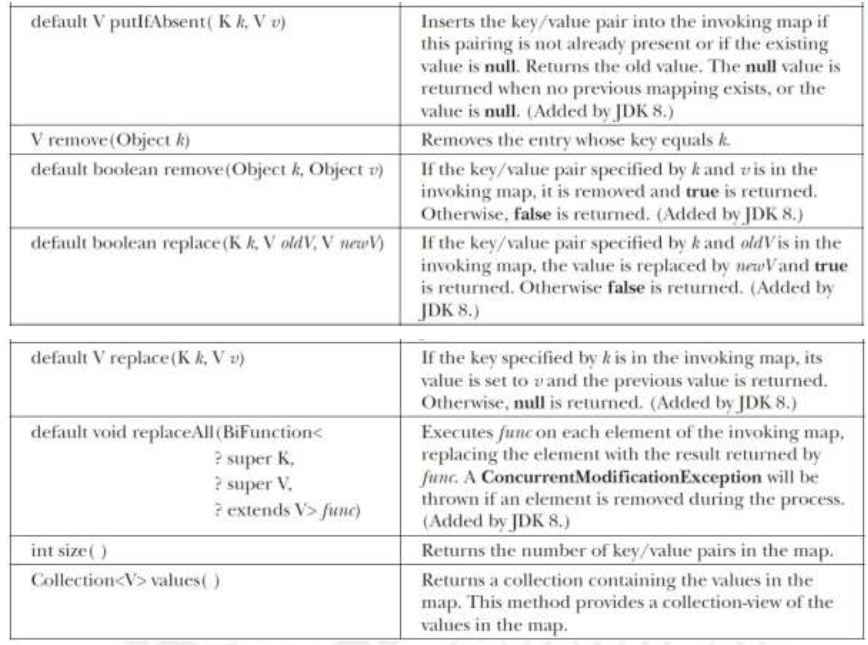 default V putIfAbsent( K k, V v)
Inserts the key/value pair into the invoking map if
this pairing is not already present or if the existing
value is null. Returns the old value. The null value is
returned when no previous mapping exists, or the
value is null. (Added by JDK 8.)
V remove(Object k)
Removes the entry whose key equals k.
default boolean remove(Object k, Object v)
If the key/value pair specified by k and v is in the
invoking map, it is removed and true is returned.
Otherwise, false is returned. (Added by JDK 8.)
default boolean replace(K k, V oldV, V newV)
If the key/value pair specified by k and oldV is in the
invoking map, the value is replaced by newV and true
is returned. Otherwise false is returned. (Added by
JDK 8.)
default V replace(K k, V v)
If the key specified by k is in the invoking map, its
value is set to v and the previous value is returned.
Otherwise, null is returned. (Added by JDK 8.)
default void replaceAll(BiFunction<
? super K,
? super V,
? extends V> func)
Executes func on each element of the invoking map,
replacing the element with the result returned by
func. A ConcurrentModificationException will be
thrown if an element is removed during the process.
(Added by JDK 8.)
int size( )
Returns the number of key/value pairs in the map.
Collection<V> values( )
Returns a collection containing the values in the
map. This method provides a collection-view of the
values in the map.